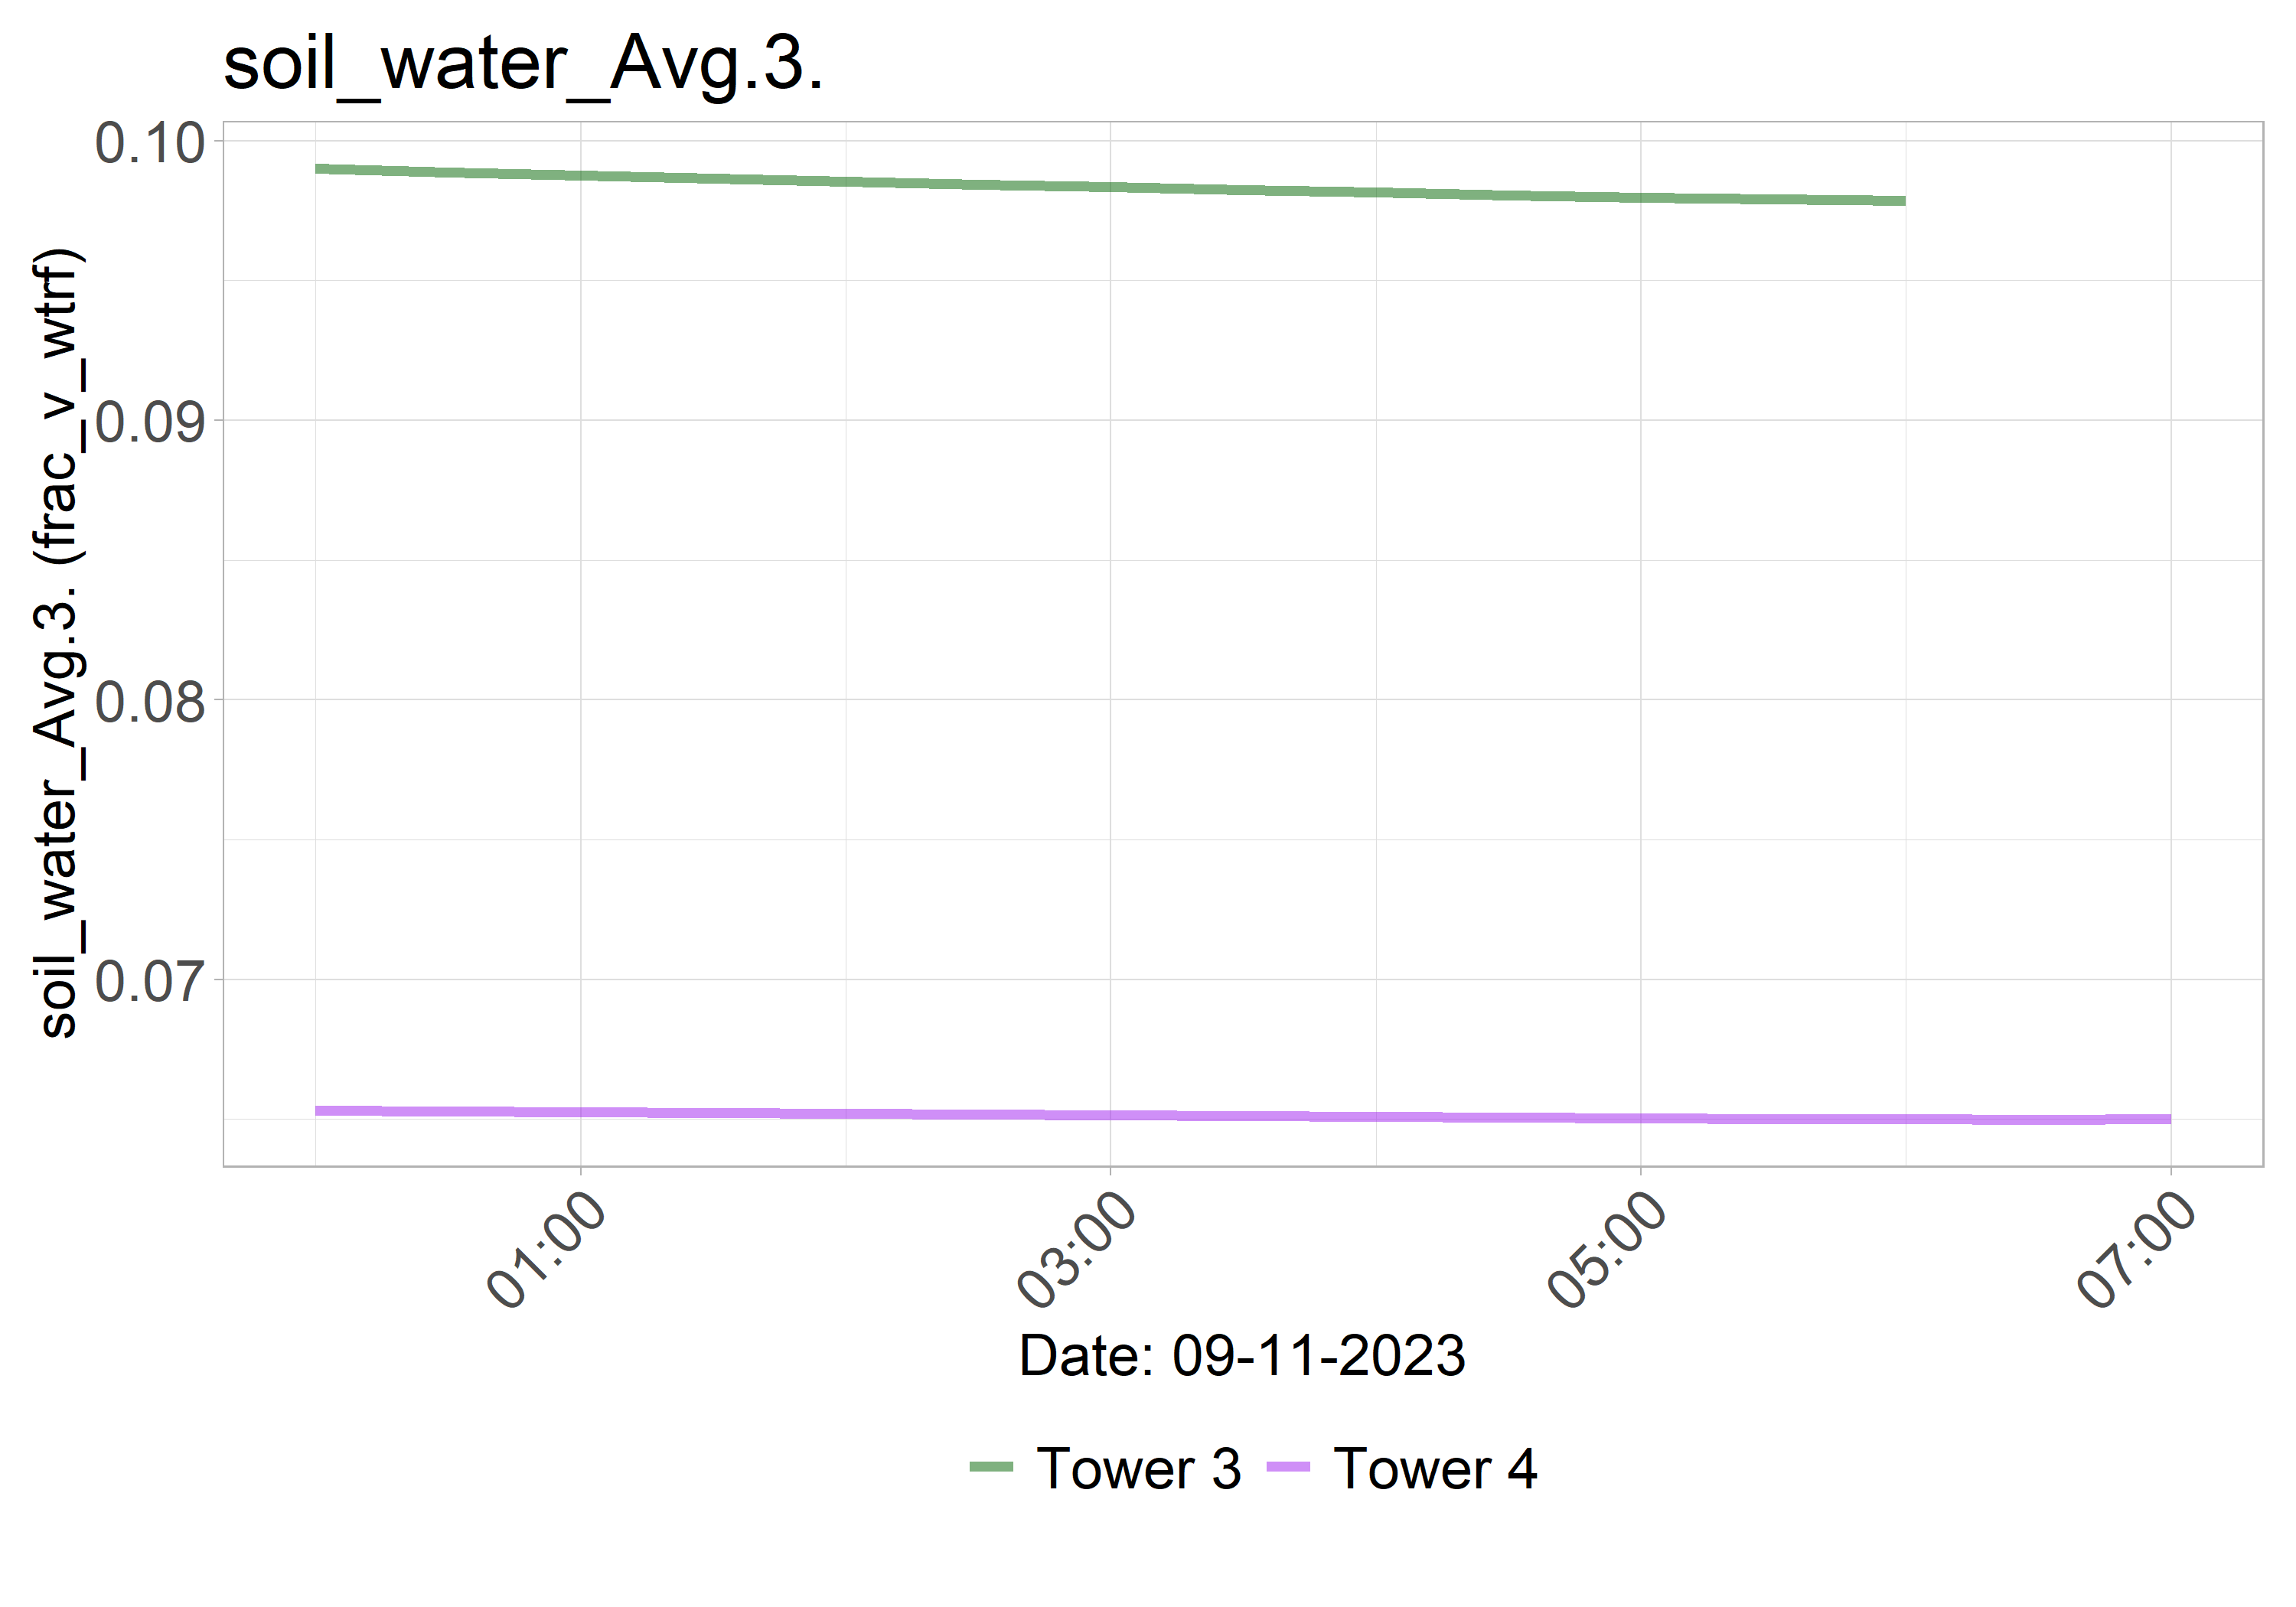 soil_water_Avg.3.
soil_water_Avg.3. (frac_v_wtrf)
0.10
0.09
0.08
0.07
01:00
03:00
05:00
07:00
Date: 09-11-2023
Tower 3
Tower 4